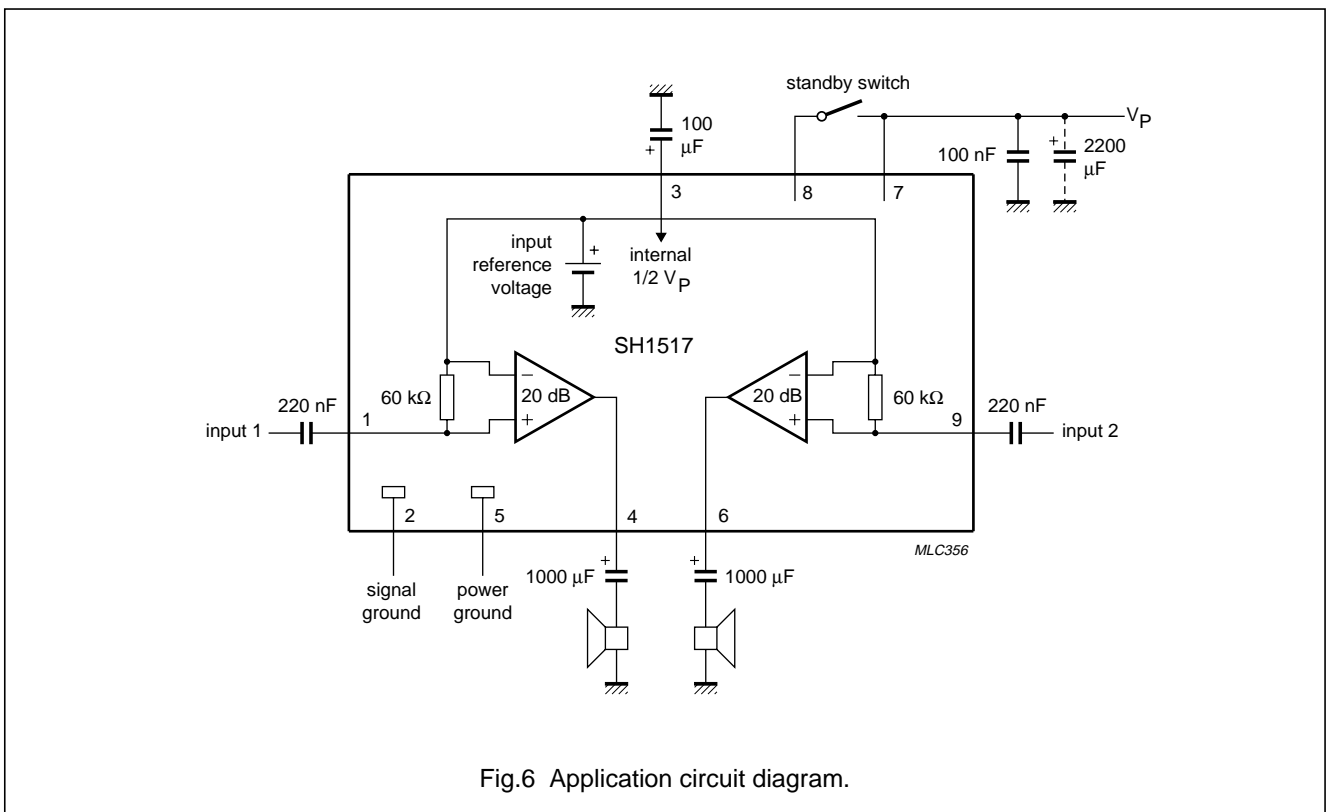 standby switch
100
µF
+
V P
100 nF
+
2200
µF
3
8
7
input
reference
voltage
+
internal
1/2 V P
SH1517
60 kΩ
−
20 dB
+
−
20 dB
+
60 kΩ
220 nF
1
input 1
9
220 nF
input 2
2
5
4
6
MLC356
signal
ground
power
ground
+
1000 µF
+
1000 µF
Fig.6 Application circuit diagram.